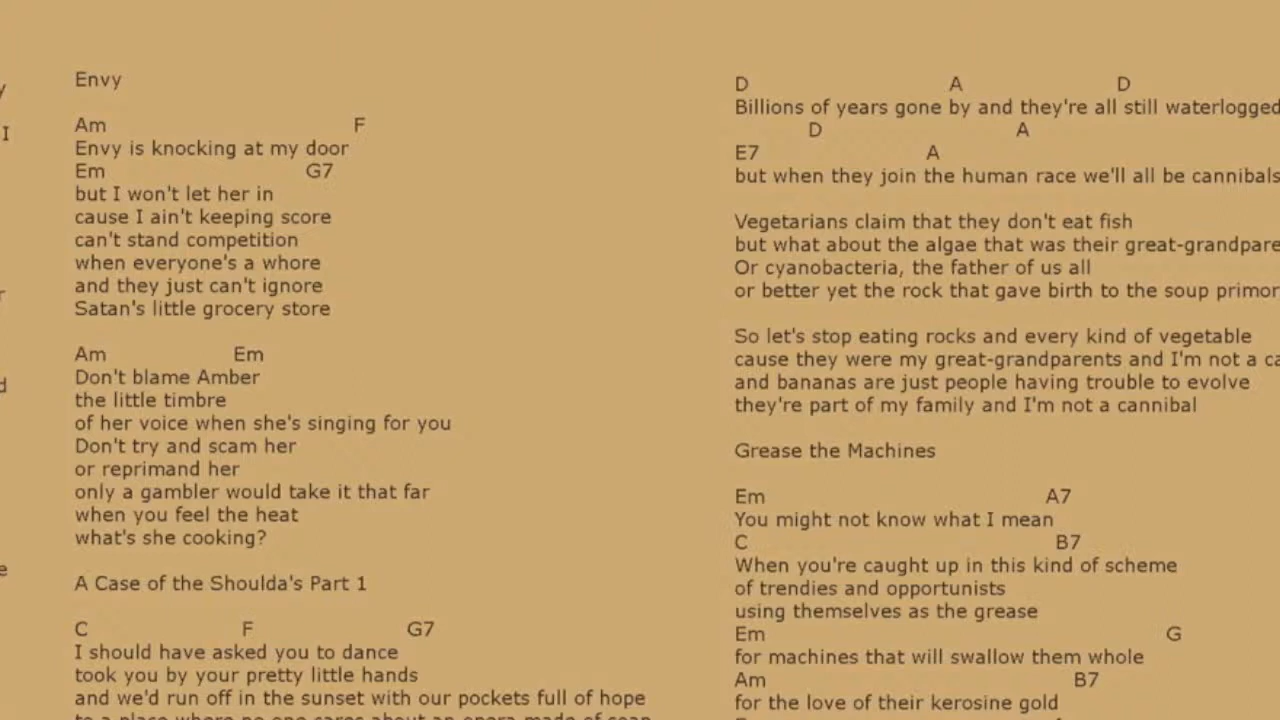 y
I
r
d
e
Envy
Am F
Envy is knocking at my door
Em G7
but I won't let her in
cause I ain't keeping score
can't stand competition
when everyone's a whore
and they just can't ignore
Satan's little grocery store
Am Em
Don't blame Amber
the little timbre
of her voice when she's singing for you
Don't try and scam her
or reprimand her
only a gambler would take it that far
when you feel the heat
what's she cooking?
A Case of the Shoulda's Part 1
C F G7
I should have asked you to dance
took you by your pretty little hands
and we'd run off in the sunset with our pockets full of hope
to a place where no one cares about an opera made of soap
D A D
Billions of years gone by and they're all still waterlogged
D A
E7 A
but when they join the human race we'll all be cannibals
Vegetarians claim that they don't eat fish
but what about the algae that was their great-grandpare
Or cyanobacteria, the father of us all
or better yet the rock that gave birth to the soup primor
So let's stop eating rocks and every kind of vegetable
cause they were my great-grandparents and I'm not a ca
and bananas are just people having trouble to evolve
they're part of my family and I'm not a cannibal
Grease the Machines
Em A7
You might not know what I mean
C B7
When you're caught up in this kind of scheme
of trendies and opportunists
using themselves as the grease
Em G
for machines that will swallow them whole
Am B7
for the love of their kerosine gold